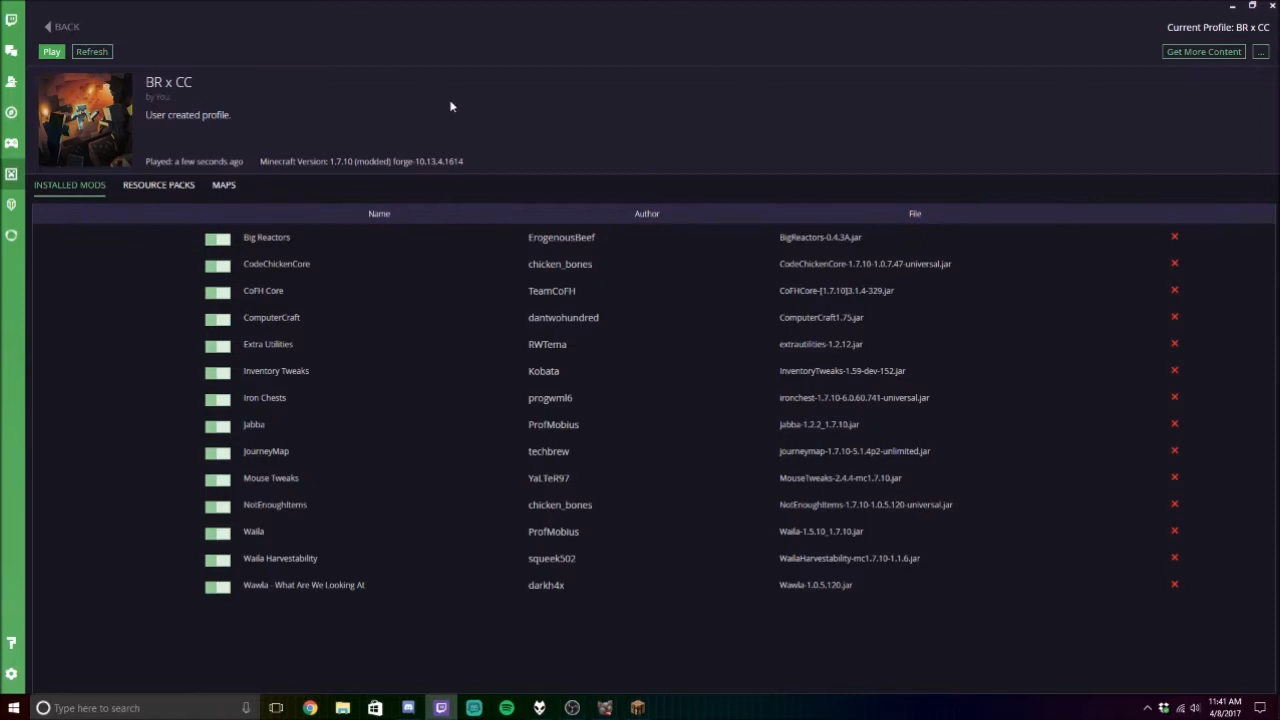 BACK
Current Profile: BR x CC
Play Refresh Get More Content ...
BR x CC
by You
User created profile.
Played: a few seconds ago Minecraft Version: 1.7.10 (modded) forge-10.13.4.1614
INSTALLED MODS RESOURCE PACKS MAPS
Name Author File
Big Reactors ErogenousBeef BigReactors-0.4.3A.jar
CodeChickenCore chicken_bones CodeChickenCore-1.7.10-1.0.7.47-universal.jar
CoFH Core TeamCoFH CoFHCore-[1.7.10]3.1.4-329.jar
ComputerCraft dantwohundred ComputerCraft1.75.jar
Extra Utilities RWTema extrautilities-1.2.12.jar
Inventory Tweaks Kobata InventoryTweaks-1.59-dev-152.jar
Iron Chests progwml6 ironchest-1.7.10-6.0.60.741-universal.jar
Jabba ProfMobius Jabba-1.2.2_1.7.10.jar
JourneyMap techbrew journeymap-1.7.10-5.1.4p2-unlimited.jar
Mouse Tweaks YaLTeR97 MouseTweaks-2.4.4-mc1.7.10.jar
NotEnoughItems chicken_bones NotEnoughItems-1.7.10-1.0.5.120-universal.jar
Waila ProfMobius Waila-1.5.10_1.7.10.jar
Waila Harvestability squeek502 WailaHarvestability-mc1.7.10-1.1.6.jar
Wawla - What Are We Looking At darkh4x Wawla-1.0.5.120.jar
Type here to search
11:41 AM
4/8/2017